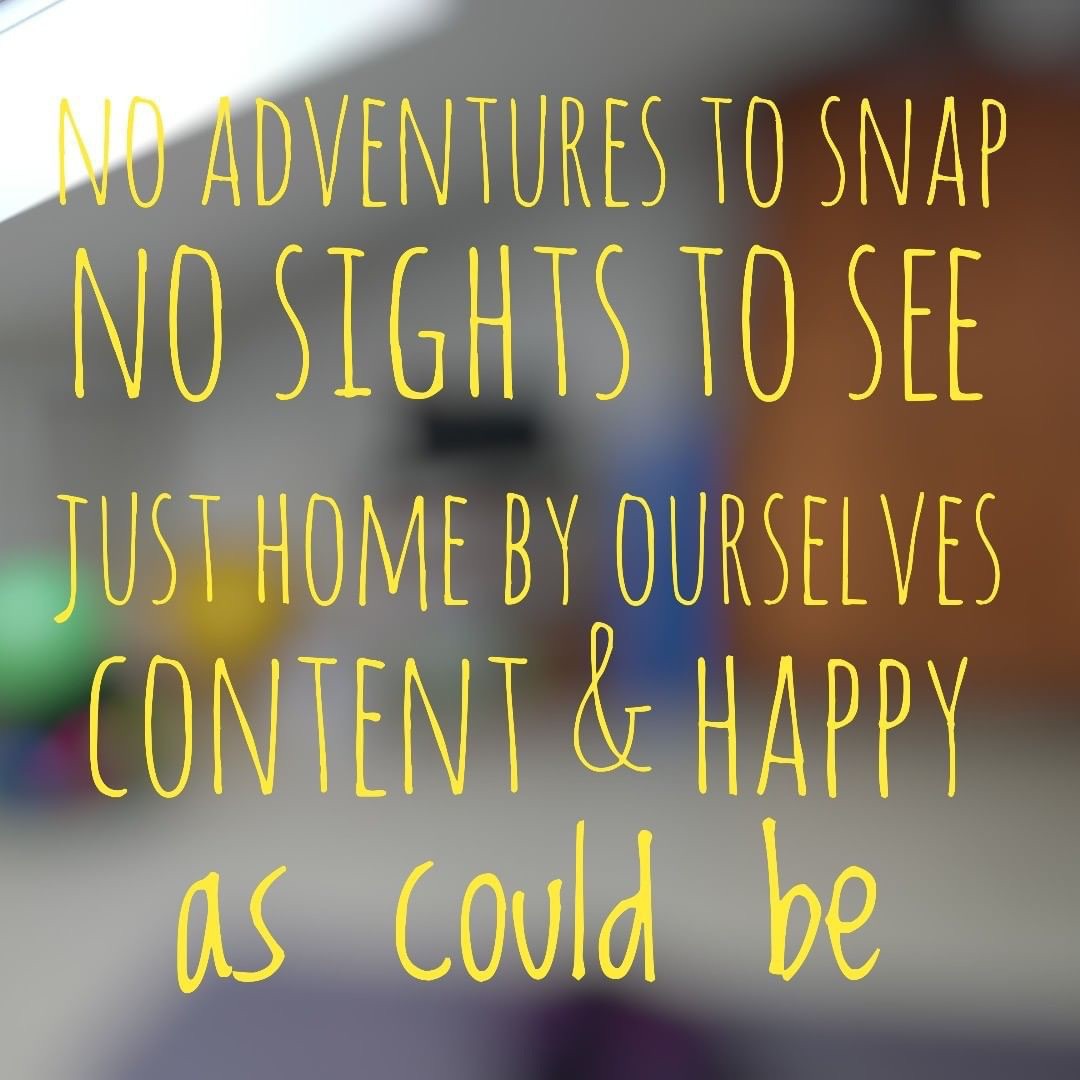 NO ADVENTURES TO SNAP
NO SIGHTS TO SEE
JUST HOME BY OURSELVES
CONTENT & HAPPY
as could be